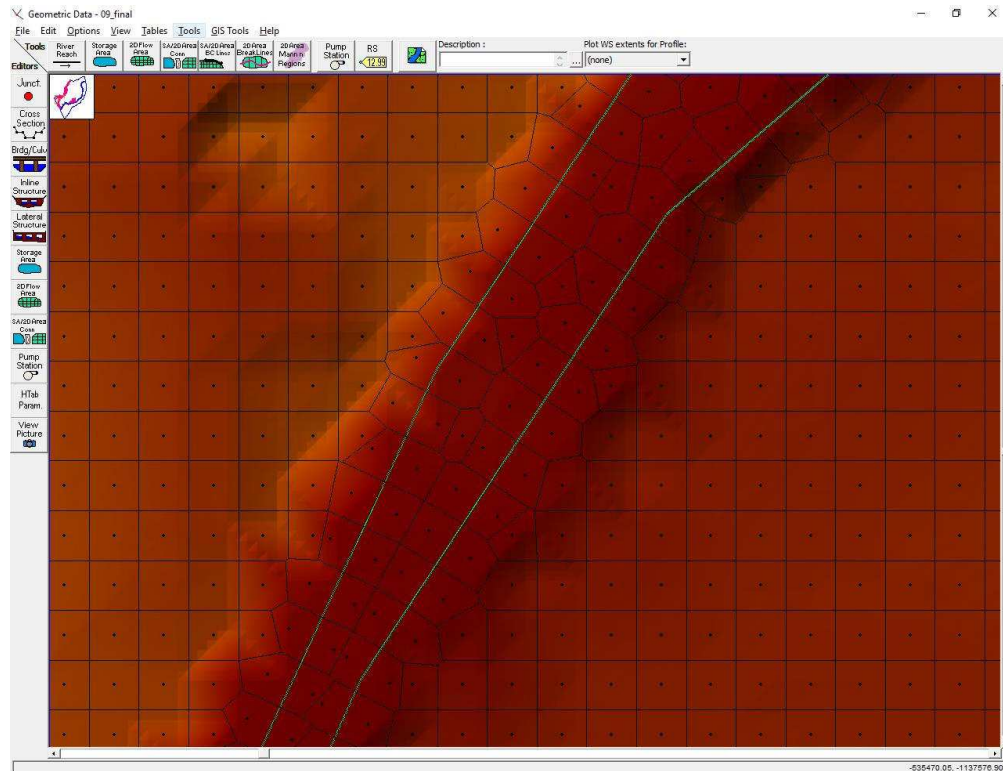 Geometric Data - 09_final
File Edit Options View Tables Tools GIS Tools Help
Tools
Editors
River
Reach
Storage
Area
2D Flow
Area
SA/2D Area
Conn
SA/2D Area
BC Lines
2D Area
BreakLines
2D Area
Mann n
Regions
Pump
Station
RS
12.99
Description :
...
Plot WS extents for Profile:
(none)
Junct.
Cross
Section
Brdg/Culv
Inline
Structure
Lateral
Structure
Storage
Area
2D Flow
Area
SA/2D Area
Conn
Pump
Station
HTab
Param.
View
Picture
-535470.05, -1137576.90